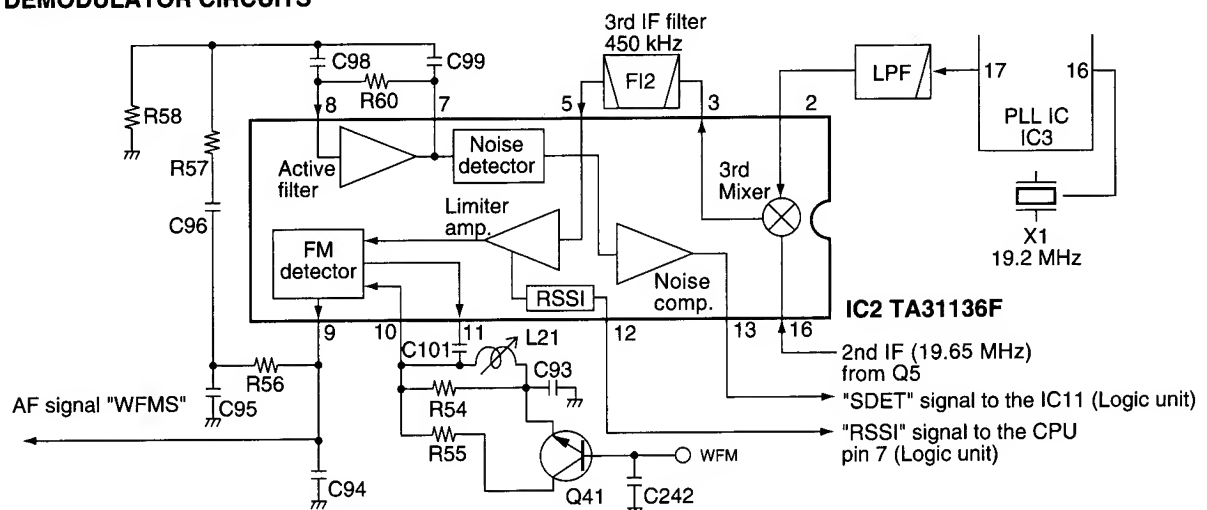 DEMODULATOR CIRCUITS
3rd IF filter
450 kHz
C98
C99
R60
FI2
LPF
17
16
PLL IC
IC3
R58
8
7
5
3
2
R57
Active
filter
Noise
detector
3rd
Mixer
X1
19.2 MHz
C96
Limiter
amp.
FM
detector
Noise
comp.
RSSI
IC2 TA31136F
9
10
11
12
13
16
C101
L21
2nd IF (19.65 MHz)
from Q5
R56
C93
C95
R54
"SDET" signal to the IC11 (Logic unit)
AF signal "WFMS"
R55
"RSSI" signal to the CPU
pin 7 (Logic unit)
WFM
C94
Q41
C242